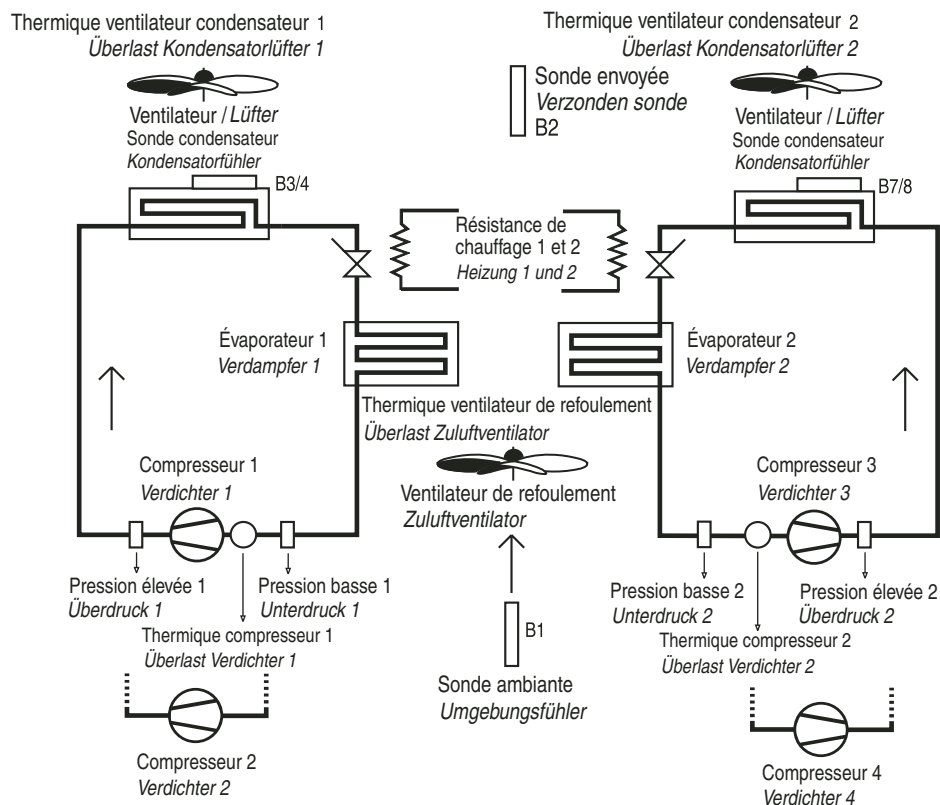 Thermique ventilateur condensateur 1
Überlast Kondensatorlüfter 1
Ventilateur / Lüfter
Sonde condensateur
Kondensatorfühler
B3/4
Thermique ventilateur condensateur 2
Überlast Kondensatorlüfter 2
Sonde envoyée
Verzonden sonde
B2
Ventilateur / Lüfter
Sonde condensateur
Kondensatorfühler
B7/8
Résistance de
chauffage 1 et 2
Heizung 1 und 2
Évaporateur 1
Verdampfer 1
Évaporateur 2
Verdampfer 2
Thermique ventilateur de refoulement
Überlast Zuluftventilator
Ventilateur de refoulement
Zuluftventilator
Compresseur 1
Verdichter 1
Compresseur 3
Verdichter 3
Pression élevée 1
Überdruck 1
Pression basse 1
Unterdruck 1
Thermique compresseur 1
Überlast Verdichter 1
Pression basse 2
Unterdruck 2
Pression élevée 2
Überdruck 2
Thermique compresseur 2
Überlast Verdichter 2
B1
Sonde ambiante
Umgebungsfühler
Compresseur 2
Verdichter 2
Compresseur 4
Verdichter 4